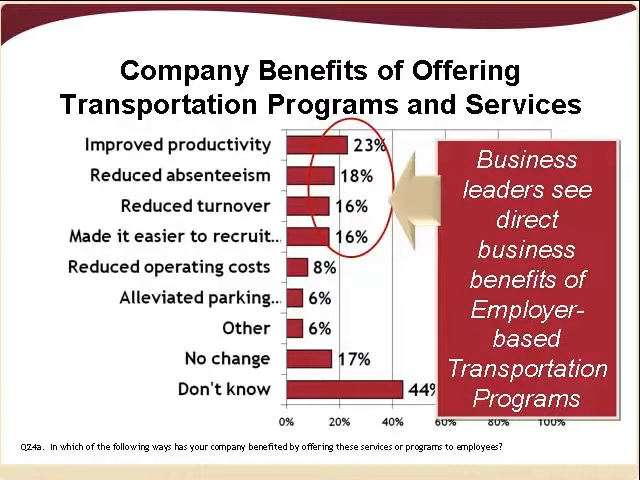 Company Benefits of Offering
Transportation Programs and Services
Improved productivity 23%
Reduced absenteeism 18%
Reduced turnover 16%
Made it easier to recruit… 16%
Reduced operating costs 8%
Alleviated parking… 6%
Other 6%
No change 17%
Don't know 44%
0% 20% 40% 60% 80% 100%
Business
leaders see
direct
business
benefits of
Employer-
based
Transportation
Programs
Q24a. In which of the following ways has your company benefited by offering these services or programs to employees?